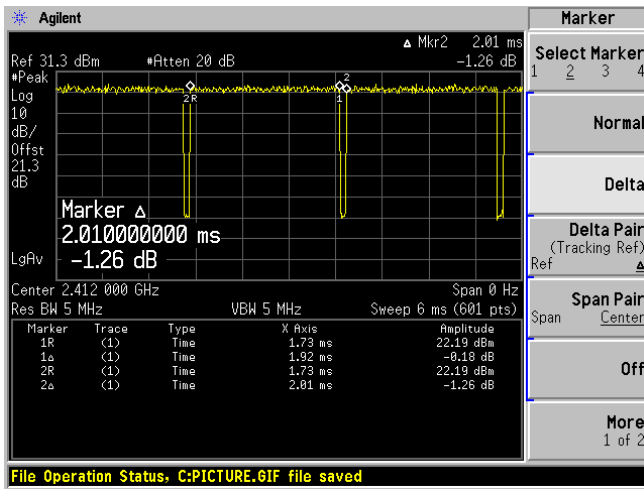 Agilent
Marker
Δ Mkr2 2.01 ms
Ref 31.3 dBm #Atten 20 dB -1.26 dB
#Peak
Log
10
dB/
Offst
21.3
dB
LgAv
2R
1
2
Marker Δ
2.010000000 ms
-1.26 dB
Center 2.412 000 GHz Span 0 Hz
Res BW 5 MHz VBW 5 MHz Sweep 6 ms (601 pts)
Marker Trace Type X Axis Amplitude
1R (1) Time 1.73 ms 22.19 dBm
1Δ (1) Time 1.92 ms -0.18 dB
2R (1) Time 1.73 ms 22.19 dBm
2Δ (1) Time 2.01 ms -1.26 dB
File Operation Status, C:PICTURE.GIF file saved
Select Marker
1 2 3 4
Normal
Delta
Delta Pair
(Tracking Ref)
Ref Δ
Span Pair
Span Center
Off
More
1 of 2